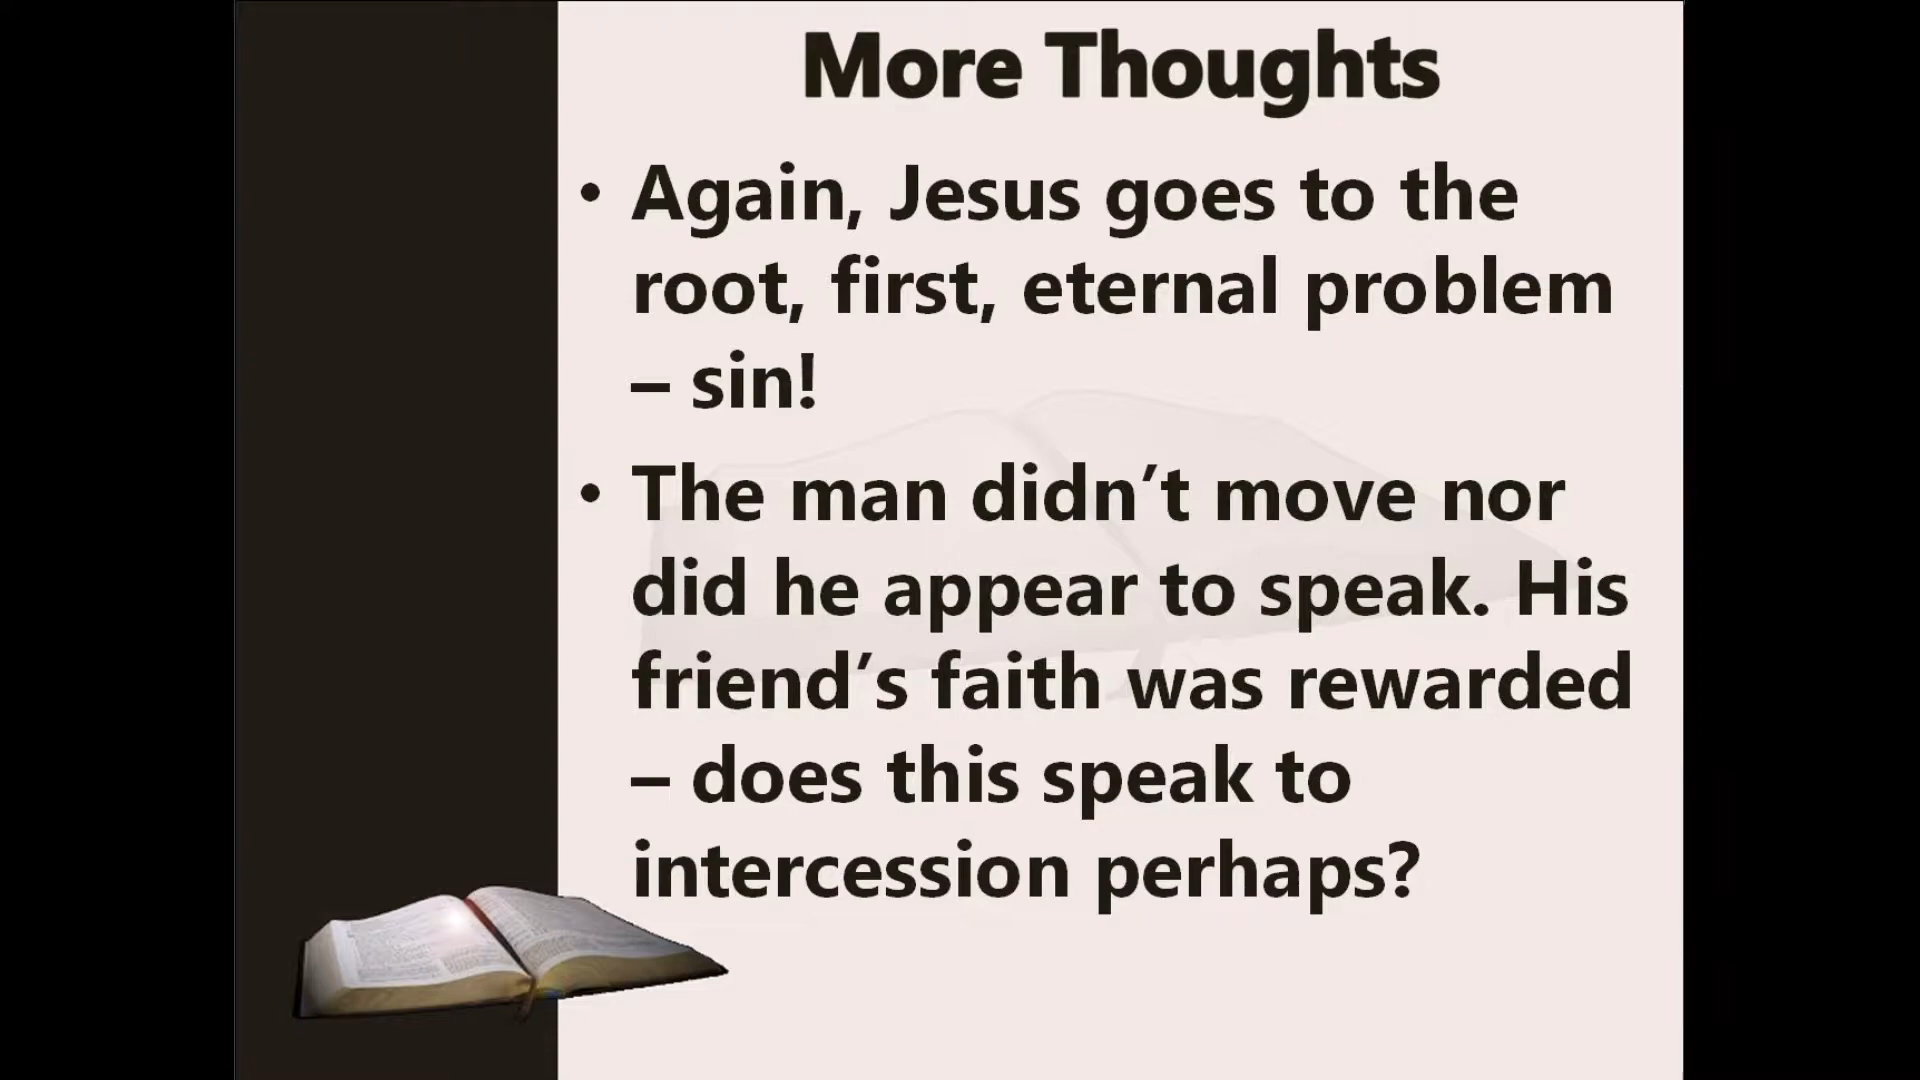 More Thoughts
• Again, Jesus goes to the
root, first, eternal problem
– sin!
• The man didn’t move nor
did he appear to speak. His
friend’s faith was rewarded
– does this speak to
intercession perhaps?